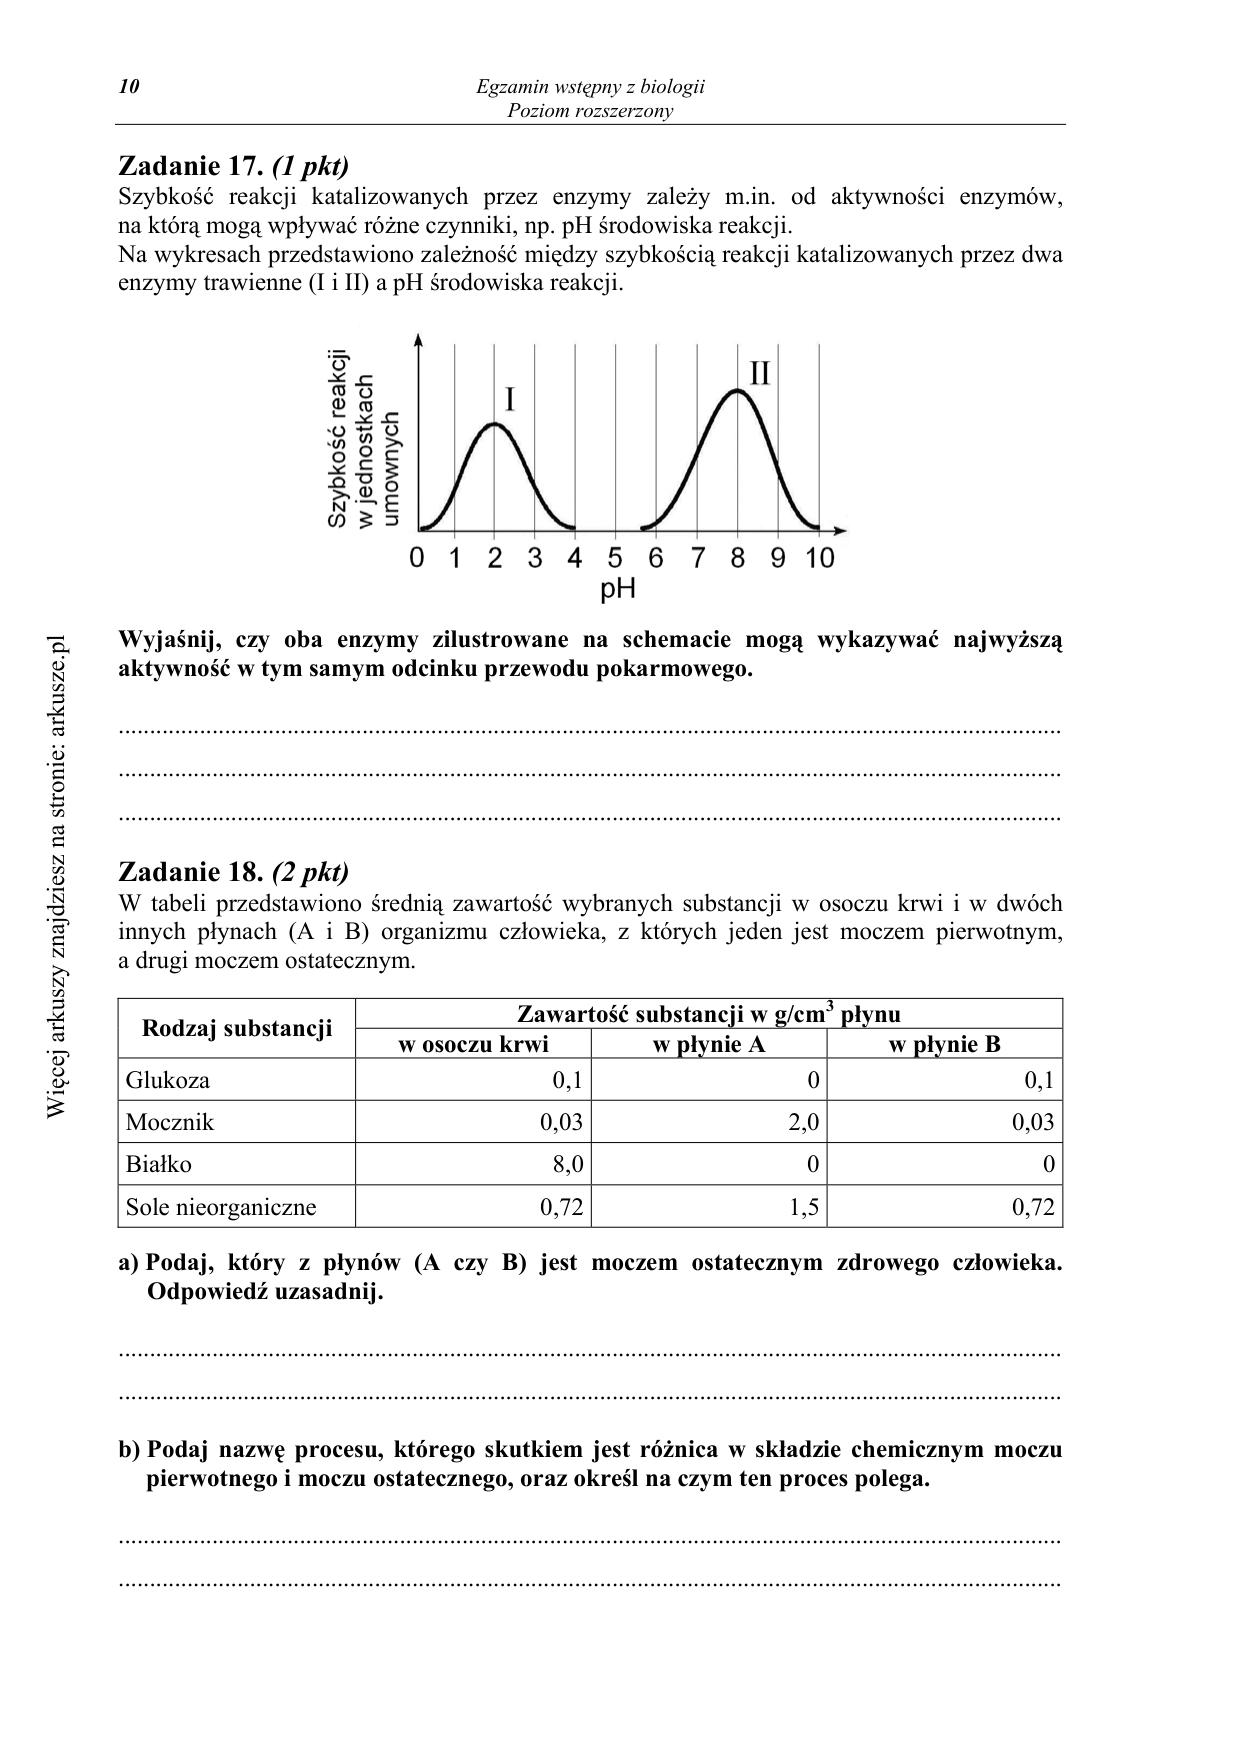 10
Egzamin wstępny z biologii
Poziom rozszerzony
Zadanie 17. (1 pkt)
Szybkość reakcji katalizowanych przez enzymy zależy m.in. od aktywności enzymów,
na którą mogą wpływać różne czynniki, np. pH środowiska reakcji.
Na wykresach przedstawiono zależność między szybkością reakcji katalizowanych przez dwa
enzymy trawienne (I i II) a pH środowiska reakcji.
Szybkość reakcji
w jednostkach
umownych
I
II
0 1 2 3 4 5 6 7 8 9 10
pH
Wyjaśnij, czy oba enzymy zilustrowane na schemacie mogą wykazywać najwyższą
aktywność w tym samym odcinku przewodu pokarmowego.
Zadanie 18. (2 pkt)
W tabeli przedstawiono średnią zawartość wybranych substancji w osoczu krwi i w dwóch
innych płynach (A i B) organizmu człowieka, z których jeden jest moczem pierwotnym,
a drugi moczem ostatecznym.
Rodzaj substancji
Zawartość substancji w g/cm³ płynu
w osoczu krwi w płynie A w płynie B
Glukoza 0,1 0 0,1
Mocznik 0,03 2,0 0,03
Białko 8,0 0 0
Sole nieorganiczne 0,72 1,5 0,72
a) Podaj, który z płynów (A czy B) jest moczem ostatecznym zdrowego człowieka.
Odpowiedź uzasadnij.
b) Podaj nazwę procesu, którego skutkiem jest różnica w składzie chemicznym moczu
pierwotnego i moczu ostatecznego, oraz określ na czym ten proces polega.
Więcej arkuszy znajdziesz na stronie: arkusze.pl